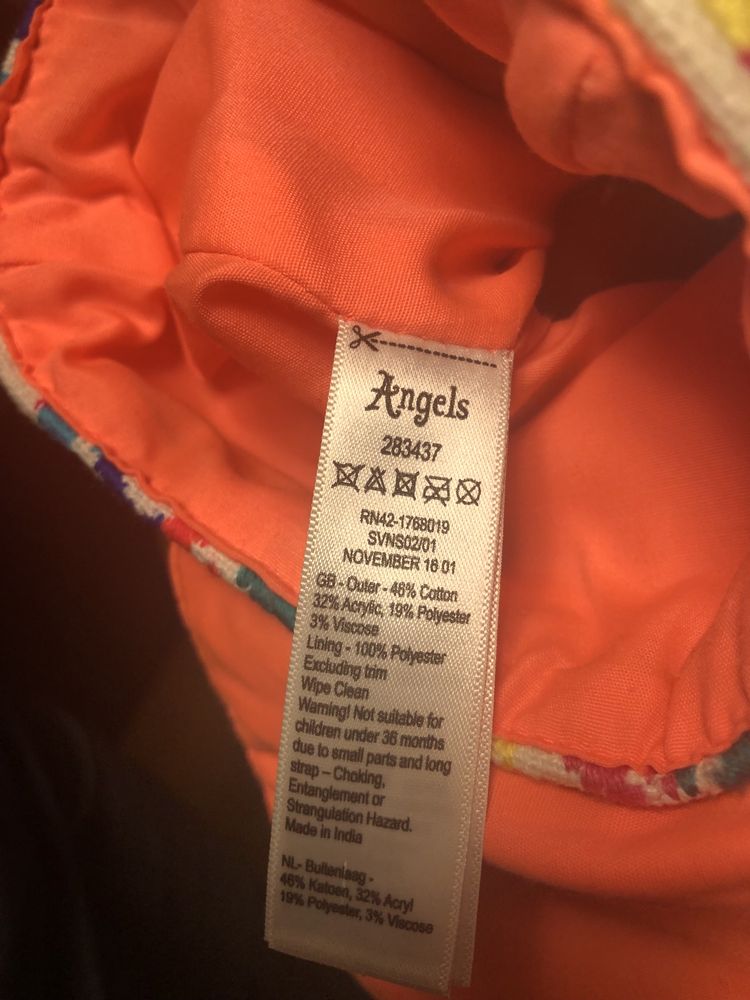 Angels
283437
RN42-1768019
SVNS02/01
NOVEMBER 16 01
GB - Outer - 46% Cotton
32% Acrylic, 19% Polyester
3% Viscose
Lining - 100% Polyester
Excluding trim
Wipe Clean
Warning! Not suitable for
children under 36 months
due to small parts and long
strap – Choking,
Entanglement or
Strangulation Hazard.
Made in India
NL- Buitenlaag -
46% Katoen, 32% Acryl
19% Polyester, 3% Viscose